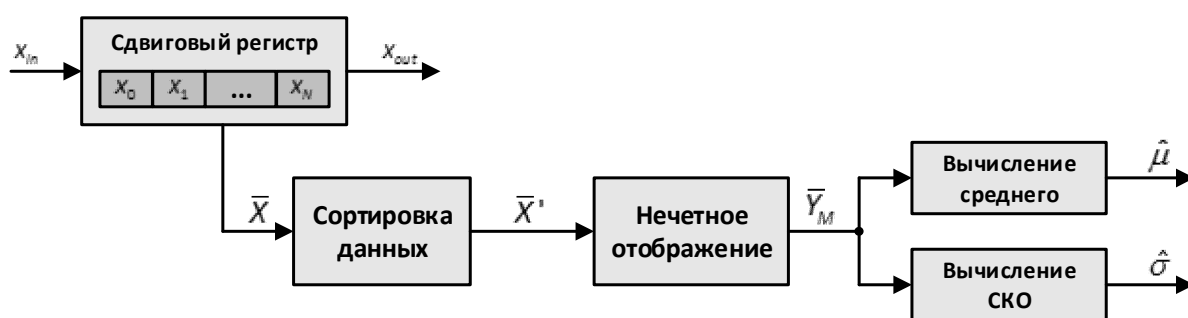 Сдвиговый регистр
x_in
x_out
x_0 x_1 ... x_N
Вычисление
среднего
μ̂
X̄
Сортировка
данных
X̄'
Нечетное
отображение
Ȳ_M
Вычисление
СКО
σ̂